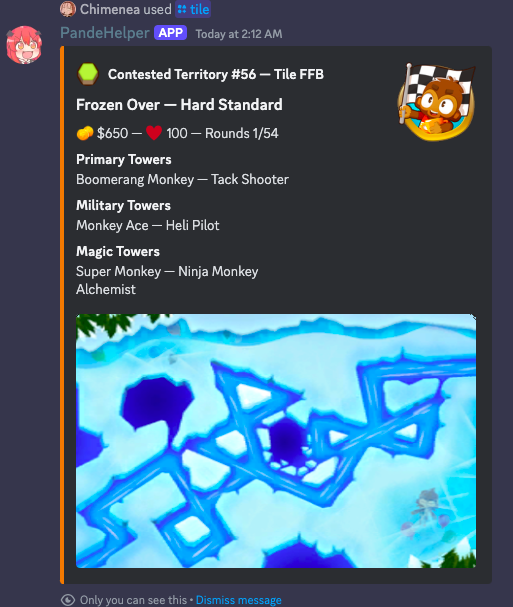 Chimenea used tile
PandeHelper APP Today at 2:12 AM
Contested Territory #56 — Tile FFB
Frozen Over — Hard Standard
$650 — 100 — Rounds 1/54
Primary Towers
Boomerang Monkey — Tack Shooter
Military Towers
Monkey Ace — Heli Pilot
Magic Towers
Super Monkey — Ninja Monkey
Alchemist
Only you can see this • Dismiss message